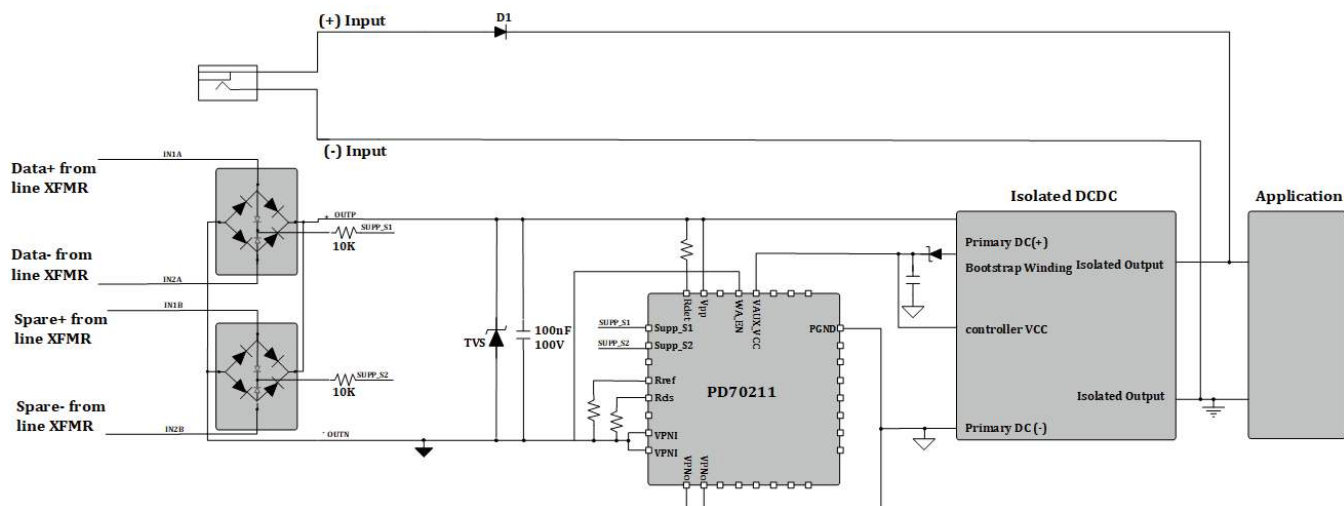 D1
(+) Input
(-) Input
Data+ from
line XFMR
IN1A
+ OUTP
SUPP_S1
10K
Data- from
line XFMR
IN2A
Spare+ from
line XFMR
IN1B
SUPP_S2
10K
Spare- from
line XFMR
IN2B
- OUTN
TVS
100nF
100V
SUPP_S1
SUPP_S2
Rdet
Vpp
WA_EN
VAUX_VCC
Supp_S1
Supp_S2
PGND
Rref
Rcls
PD70211
VPNI
VPNI
VPNo
VPNo
Isolated DCDC
Primary DC(+)
Bootstrap Winding
Isolated Output
controller VCC
Isolated Output
Primary DC (-)
Application